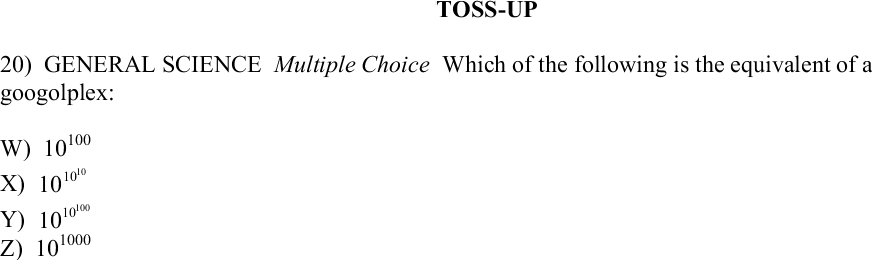 TOSS-UP
20) GENERAL SCIENCE Multiple Choice Which of the following is the equivalent of a
googolplex:
W) 10^100
X) 10^10^10
Y) 10^10^100
Z) 10^1000